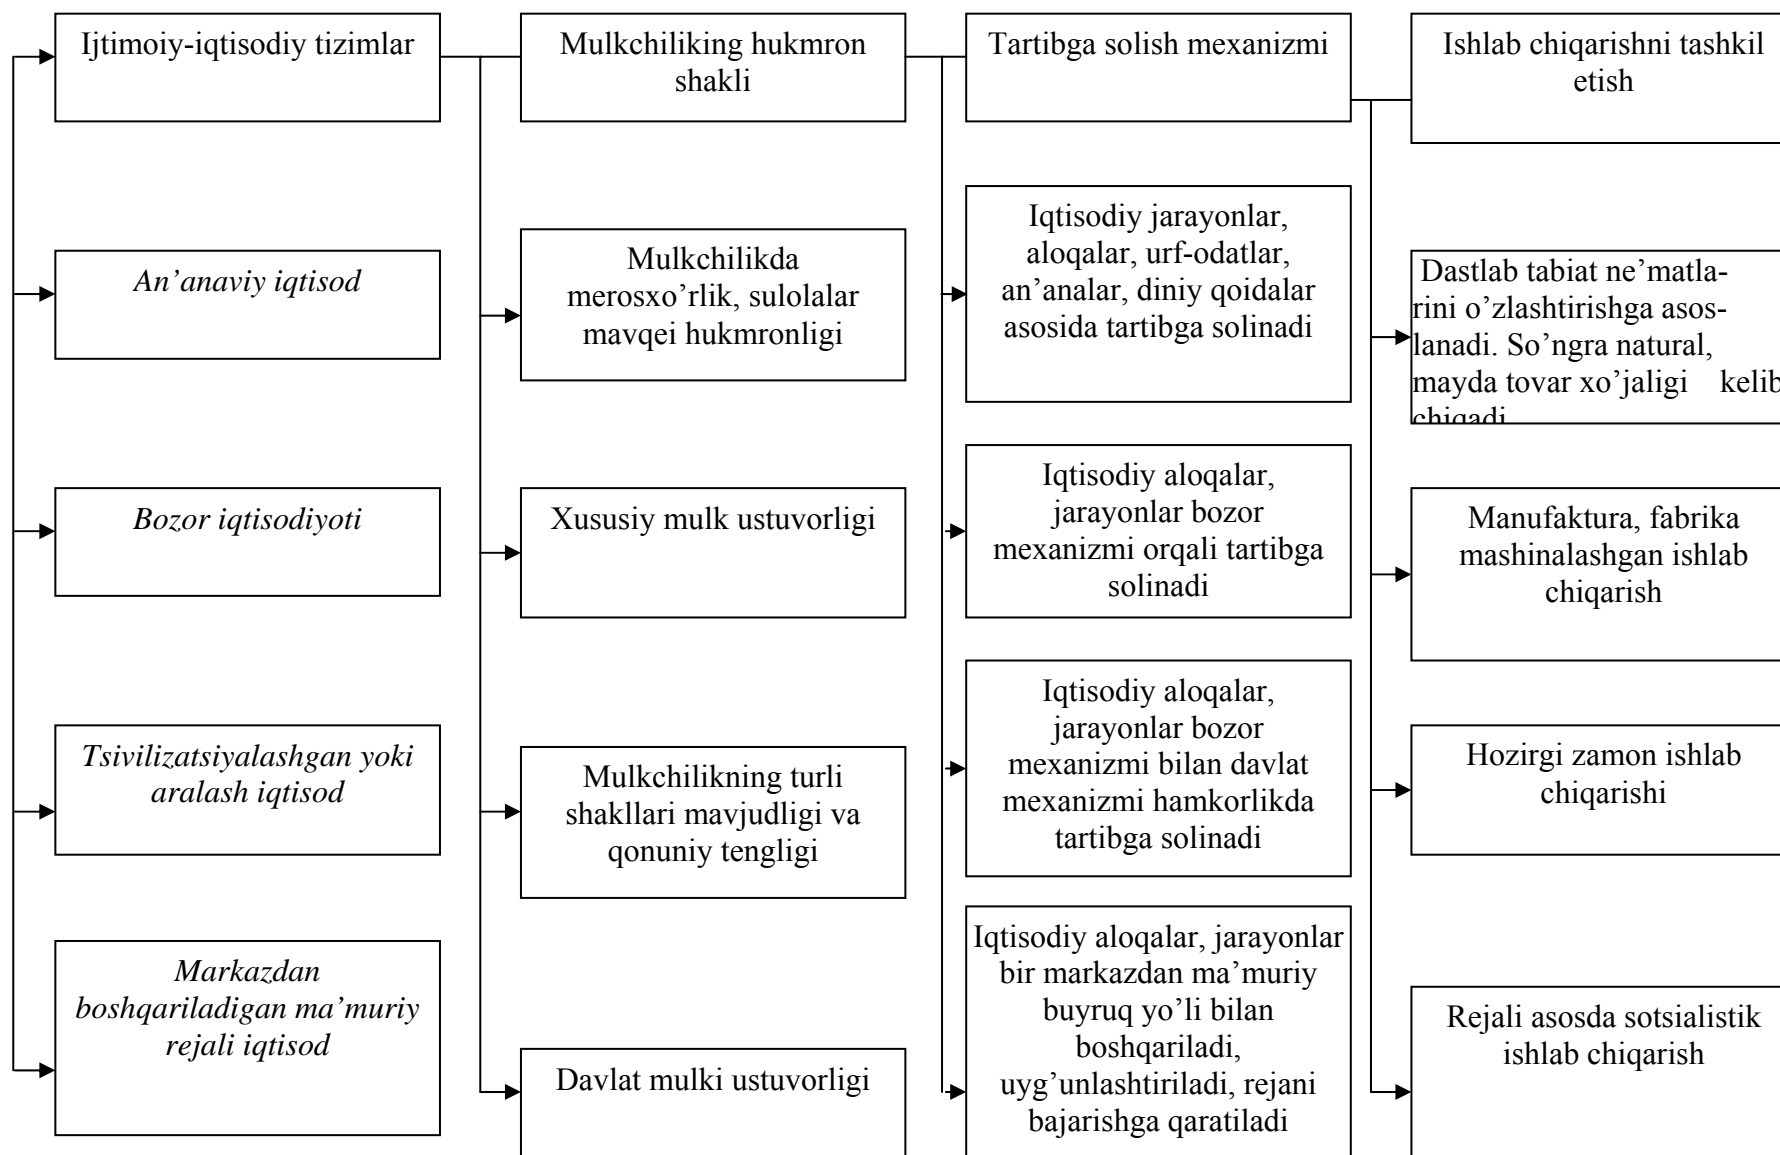 Ijtimoiy-iqtisodiy tizimlar
Mulkchiliking hukmron
shakli
Tartibga solish mexanizmi
Ishlab chiqarishni tashkil
etish
An’anaviy iqtisod
Mulkchilikda
merosxo’rlik, sulolalar
mavqei hukmronligi
Iqtisodiy jarayonlar,
aloqalar, urf-odatlar,
an’analar, diniy qoidalar
asosida tartibga solinadi
Dastlab tabiat ne’matla-
rini o’zlashtirishga asos-
lanadi. So’ngra natural,
mayda tovar xo’jaligi kelib
chiqadi
Bozor iqtisodiyoti
Xususiy mulk ustuvorligi
Iqtisodiy aloqalar,
jarayonlar bozor
mexanizmi orqali tartibga
solinadi
Manufaktura, fabrika
mashinalashgan ishlab
chiqarish
Tsivilizatsiyalashgan yoki
aralash iqtisod
Mulkchilikning turli
shakllari mavjudligi va
qonuniy tengligi
Iqtisodiy aloqalar,
jarayonlar bozor
mexanizmi bilan davlat
mexanizmi hamkorlikda
tartibga solinadi
Hozirgi zamon ishlab
chiqarishi
Markazdan
boshqariladigan ma’muriy
rejali iqtisod
Davlat mulki ustuvorligi
Iqtisodiy aloqalar, jarayonlar
bir markazdan ma’muriy
buyruq yo’li bilan
boshqariladi,
uyg’unlashtiriladi, rejani
bajarishga qaratiladi
Rejali asosda sotsialistik
ishlab chiqarish